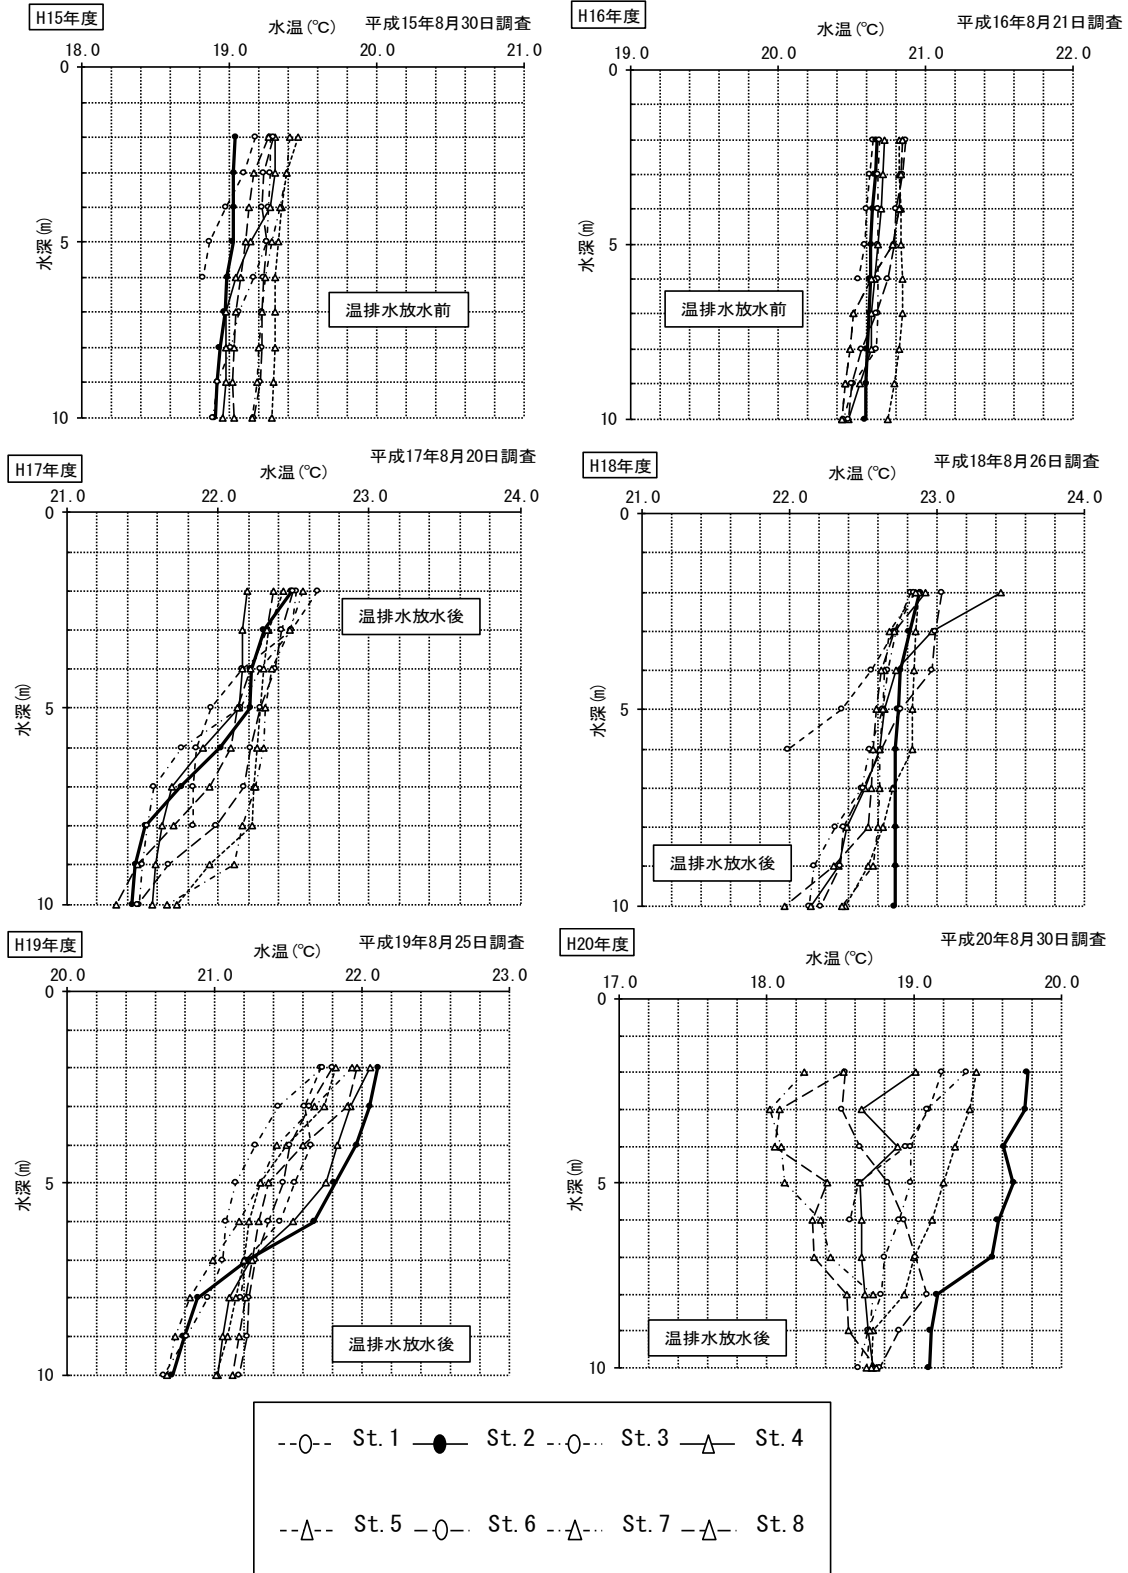 H15年度
水温(℃)
平成15年8月30日調査
18.0 19.0 20.0 21.0
0
5
10
水深(m)
温排水放水前
H16年度
水温(℃)
平成16年8月21日調査
19.0 20.0 21.0 22.0
0
5
10
水深(m)
温排水放水前
H17年度
水温(℃)
平成17年8月20日調査
21.0 22.0 23.0 24.0
0
5
10
水深(m)
温排水放水後
H18年度
水温(℃)
平成18年8月26日調査
21.0 22.0 23.0 24.0
0
5
10
水深(m)
温排水放水後
H19年度
水温(℃)
平成19年8月25日調査
20.0 21.0 22.0 23.0
0
5
10
水深(m)
温排水放水後
H20年度
水温(℃)
平成20年8月30日調査
17.0 18.0 19.0 20.0
0
5
10
水深(m)
温排水放水後
St.1 St.2 St.3 St.4
St.5 St.6 St.7 St.8